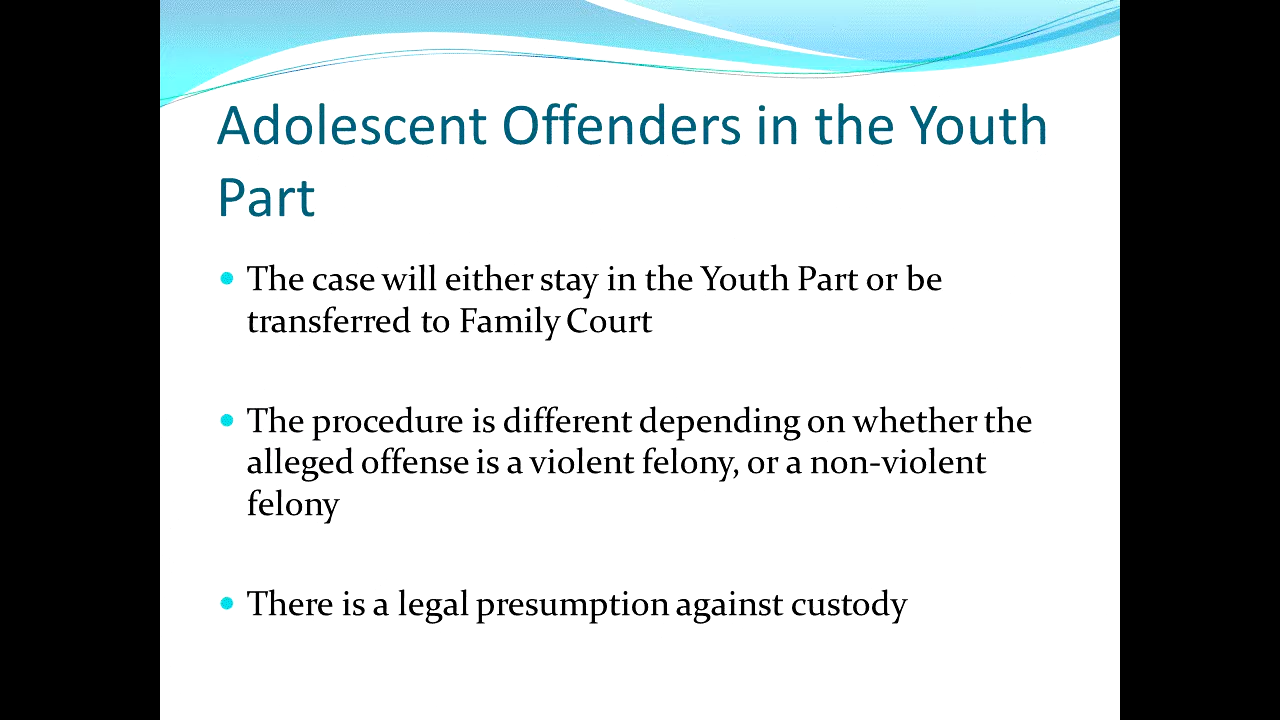 Adolescent Offenders in the Youth
Part
• The case will either stay in the Youth Part or be
transferred to Family Court
• The procedure is different depending on whether the
alleged offense is a violent felony, or a non-violent
felony
• There is a legal presumption against custody